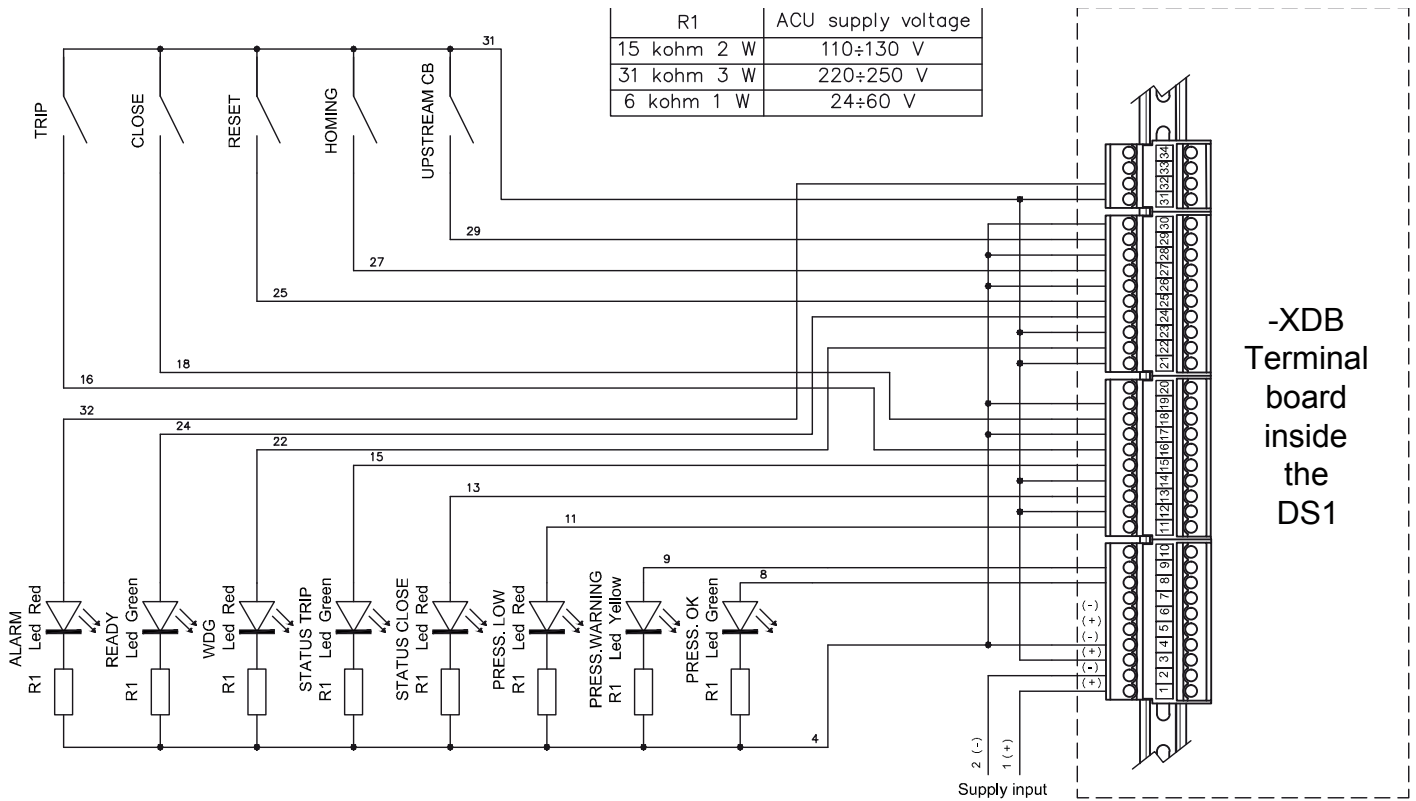 R1 ACU supply voltage
15 kohm 2 W 110÷130 V
31 kohm 3 W 220÷250 V
6 kohm 1 W 24÷60 V
31
TRIP
CLOSE
RESET
HOMING
UPSTREAM CB
29
27
25
18
16
32
24
22
15
13
11
9
8
ALARM
R1 Led Red
READY
R1 Led Green
WDG
R1 Led Red
STATUS TRIP
R1 Led Green
STATUS CLOSE
R1 Led Red
PRESS. LOW
R1 Led Red
PRESS.WARNING
R1 Led Yellow
PRESS. OK
R1 Led Green
4
2 (-)
1 (+)
Supply input
(-)
(+)
(-)
(+)
(-)
(+)
34
33
32
31
30
29
28
27
26
25
24
23
22
21
20
19
18
17
16
15
14
13
12
11
10
9
8
7
6
5
4
3
2
1
-XDB
Terminal
board
inside
the
DS1